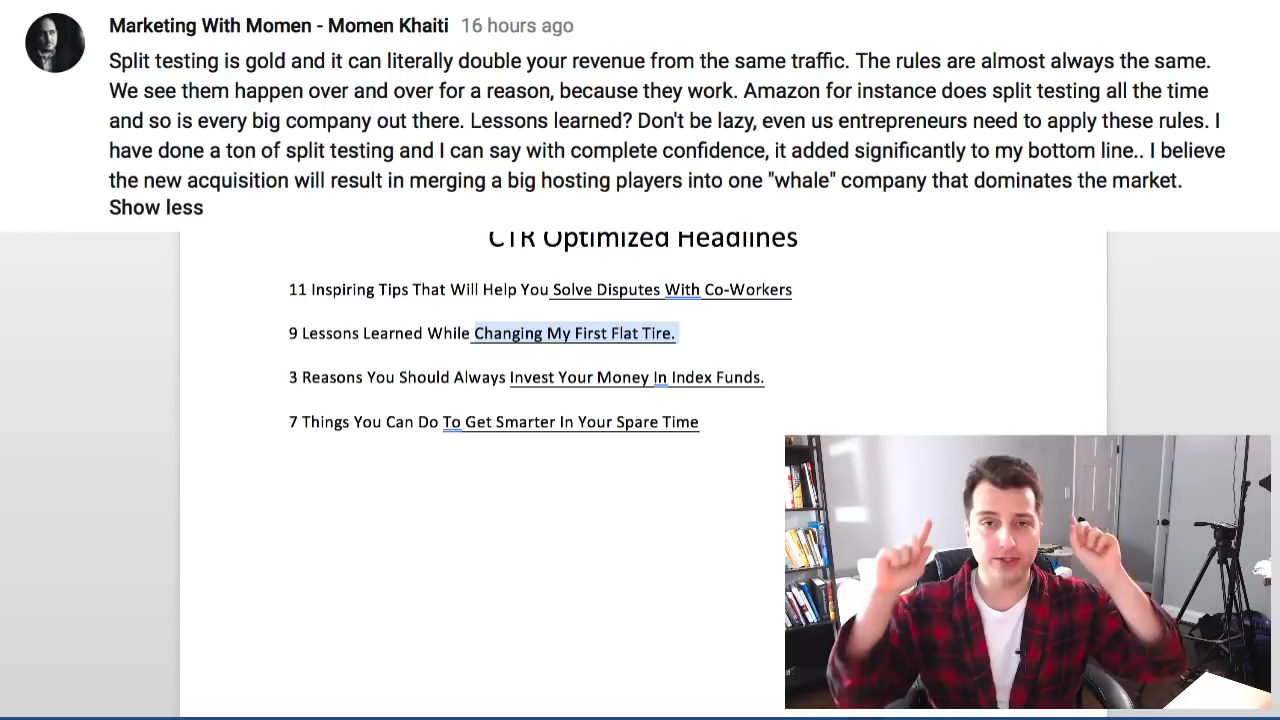 Marketing With Momen - Momen Khaiti 16 hours ago
Split testing is gold and it can literally double your revenue from the same traffic. The rules are almost always the same.
We see them happen over and over for a reason, because they work. Amazon for instance does split testing all the time
and so is every big company out there. Lessons learned? Don't be lazy, even us entrepreneurs need to apply these rules. I
have done a ton of split testing and I can say with complete confidence, it added significantly to my bottom line.. I believe
the new acquisition will result in merging a big hosting players into one "whale" company that dominates the market.
Show less
CTR Optimized Headlines
11 Inspiring Tips That Will Help You Solve Disputes With Co-Workers
9 Lessons Learned While Changing My First Flat Tire.
3 Reasons You Should Always Invest Your Money In Index Funds.
7 Things You Can Do To Get Smarter In Your Spare Time